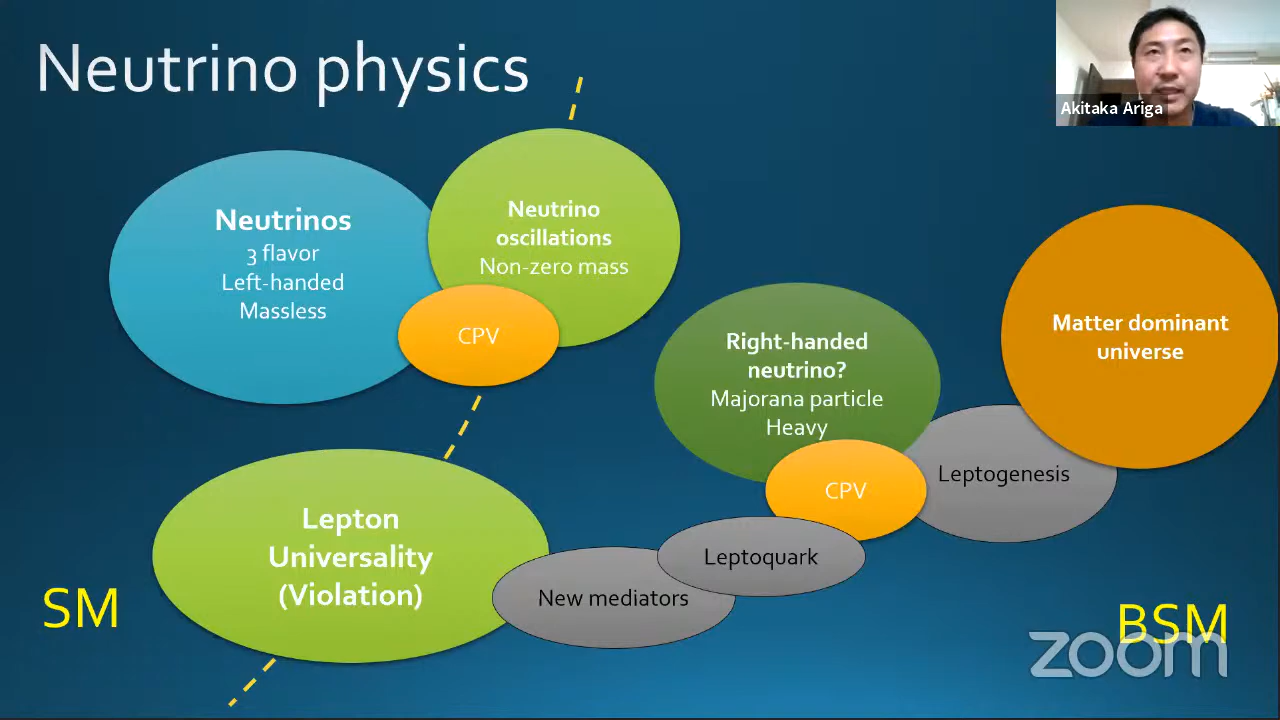 Neutrino physics
Akitaka Ariga
Neutrinos
3 flavor
Left-handed
Massless
Neutrino
oscillations
Non-zero mass
CPV
Right-handed
neutrino?
Majorana particle
Heavy
Matter dominant
universe
CPV
Leptogenesis
Lepton
Universality
(Violation)
Leptoquark
New mediators
SM
BSM
zoom